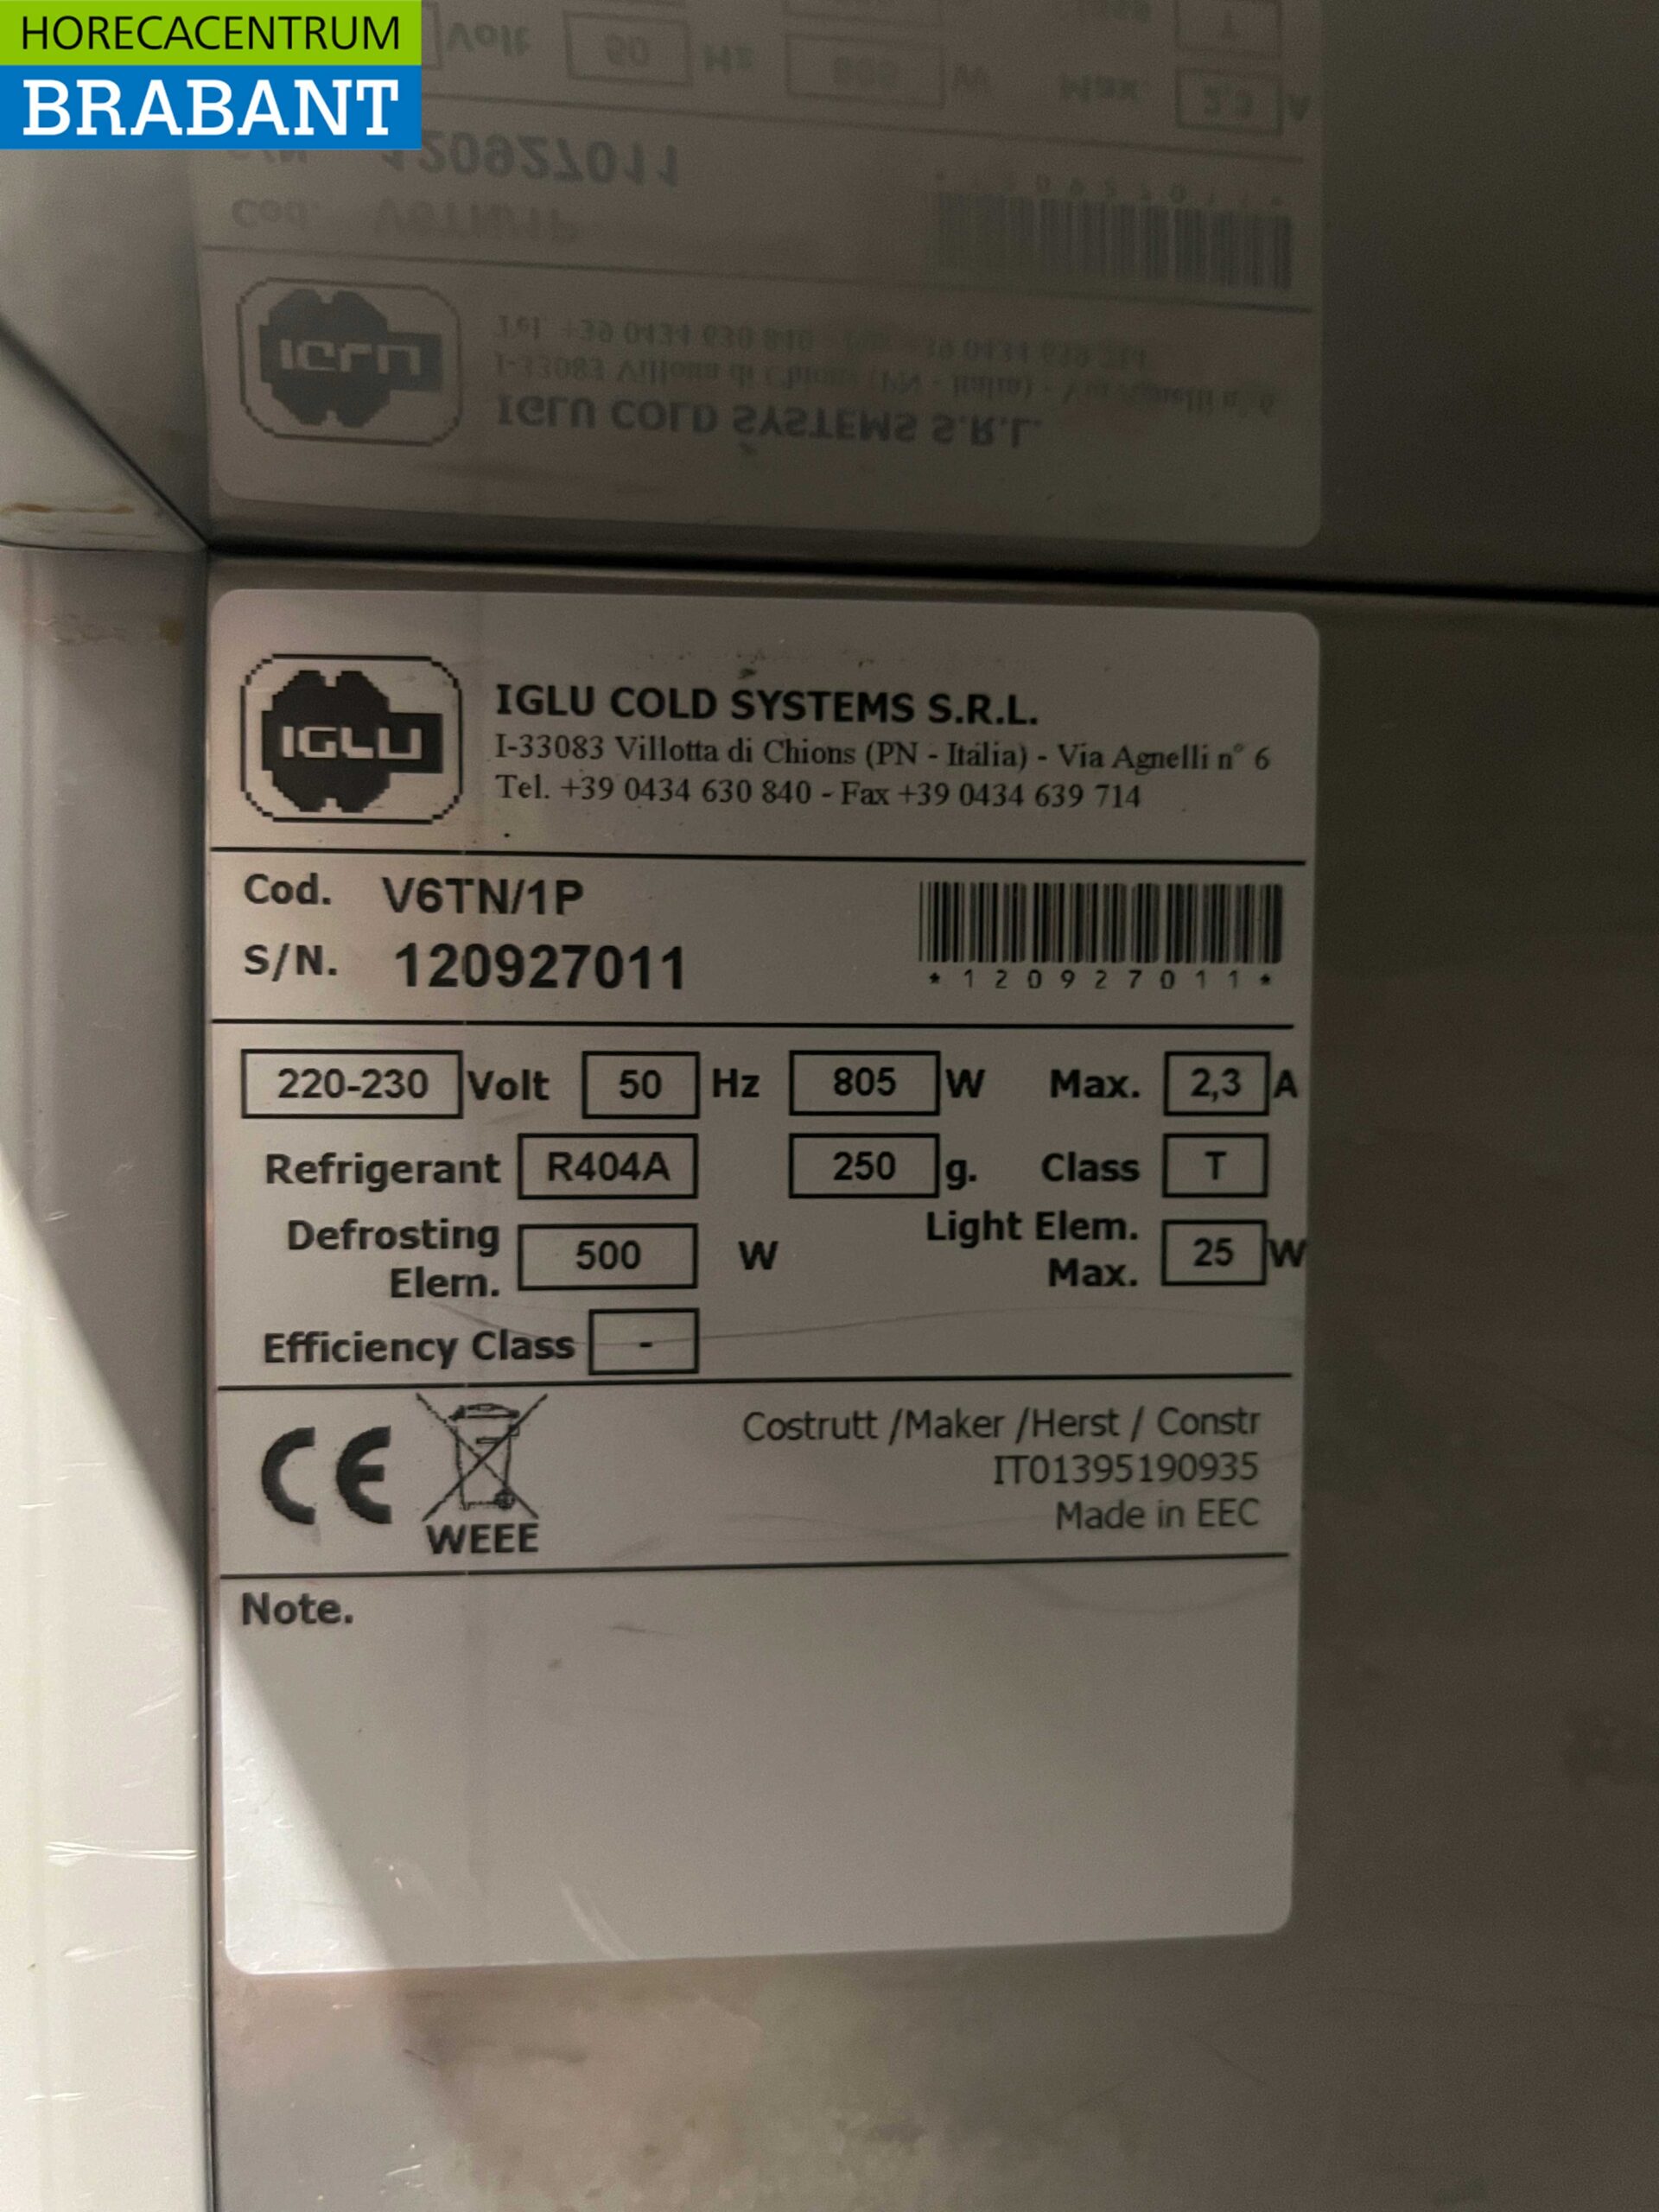 HORECACENTRUM
BRABANT
IGLU
IGLU COLD SYSTEMS S.R.L.
I-33083 Villotta di Chions (PN - Italia) - Via Agnelli n° 6
Tel. +39 0434 630 840 - Fax +39 0434 639 714
Cod. V6TN/1P
S/N. 120927011
*120927011*
220-230 Volt 50 Hz 805 W Max. 2,3 A
Refrigerant R404A 250 g. Class T
Defrosting Elem. 500 W Light Elem. Max. 25 W
Efficiency Class -
CE
WEEE
Costrutt /Maker /Herst / Constr
IT01395190935
Made in EEC
Note.